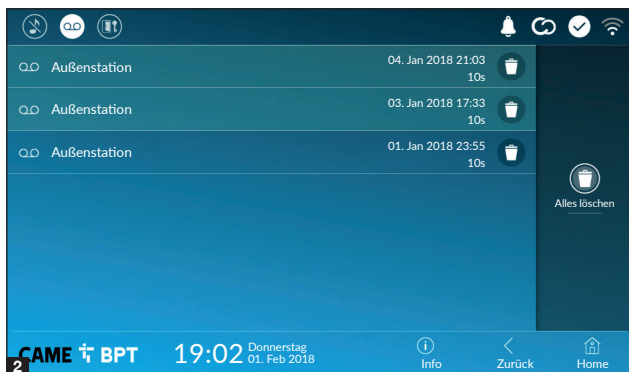 Außenstation
04. Jan 2018 21:03
10s
Außenstation
03. Jan 2018 17:33
10s
Außenstation
01. Jan 2018 23:55
10s
Alles löschen
CAME BPT
19:02
Donnerstag
01. Feb 2018
Info
Zurück
Home
2